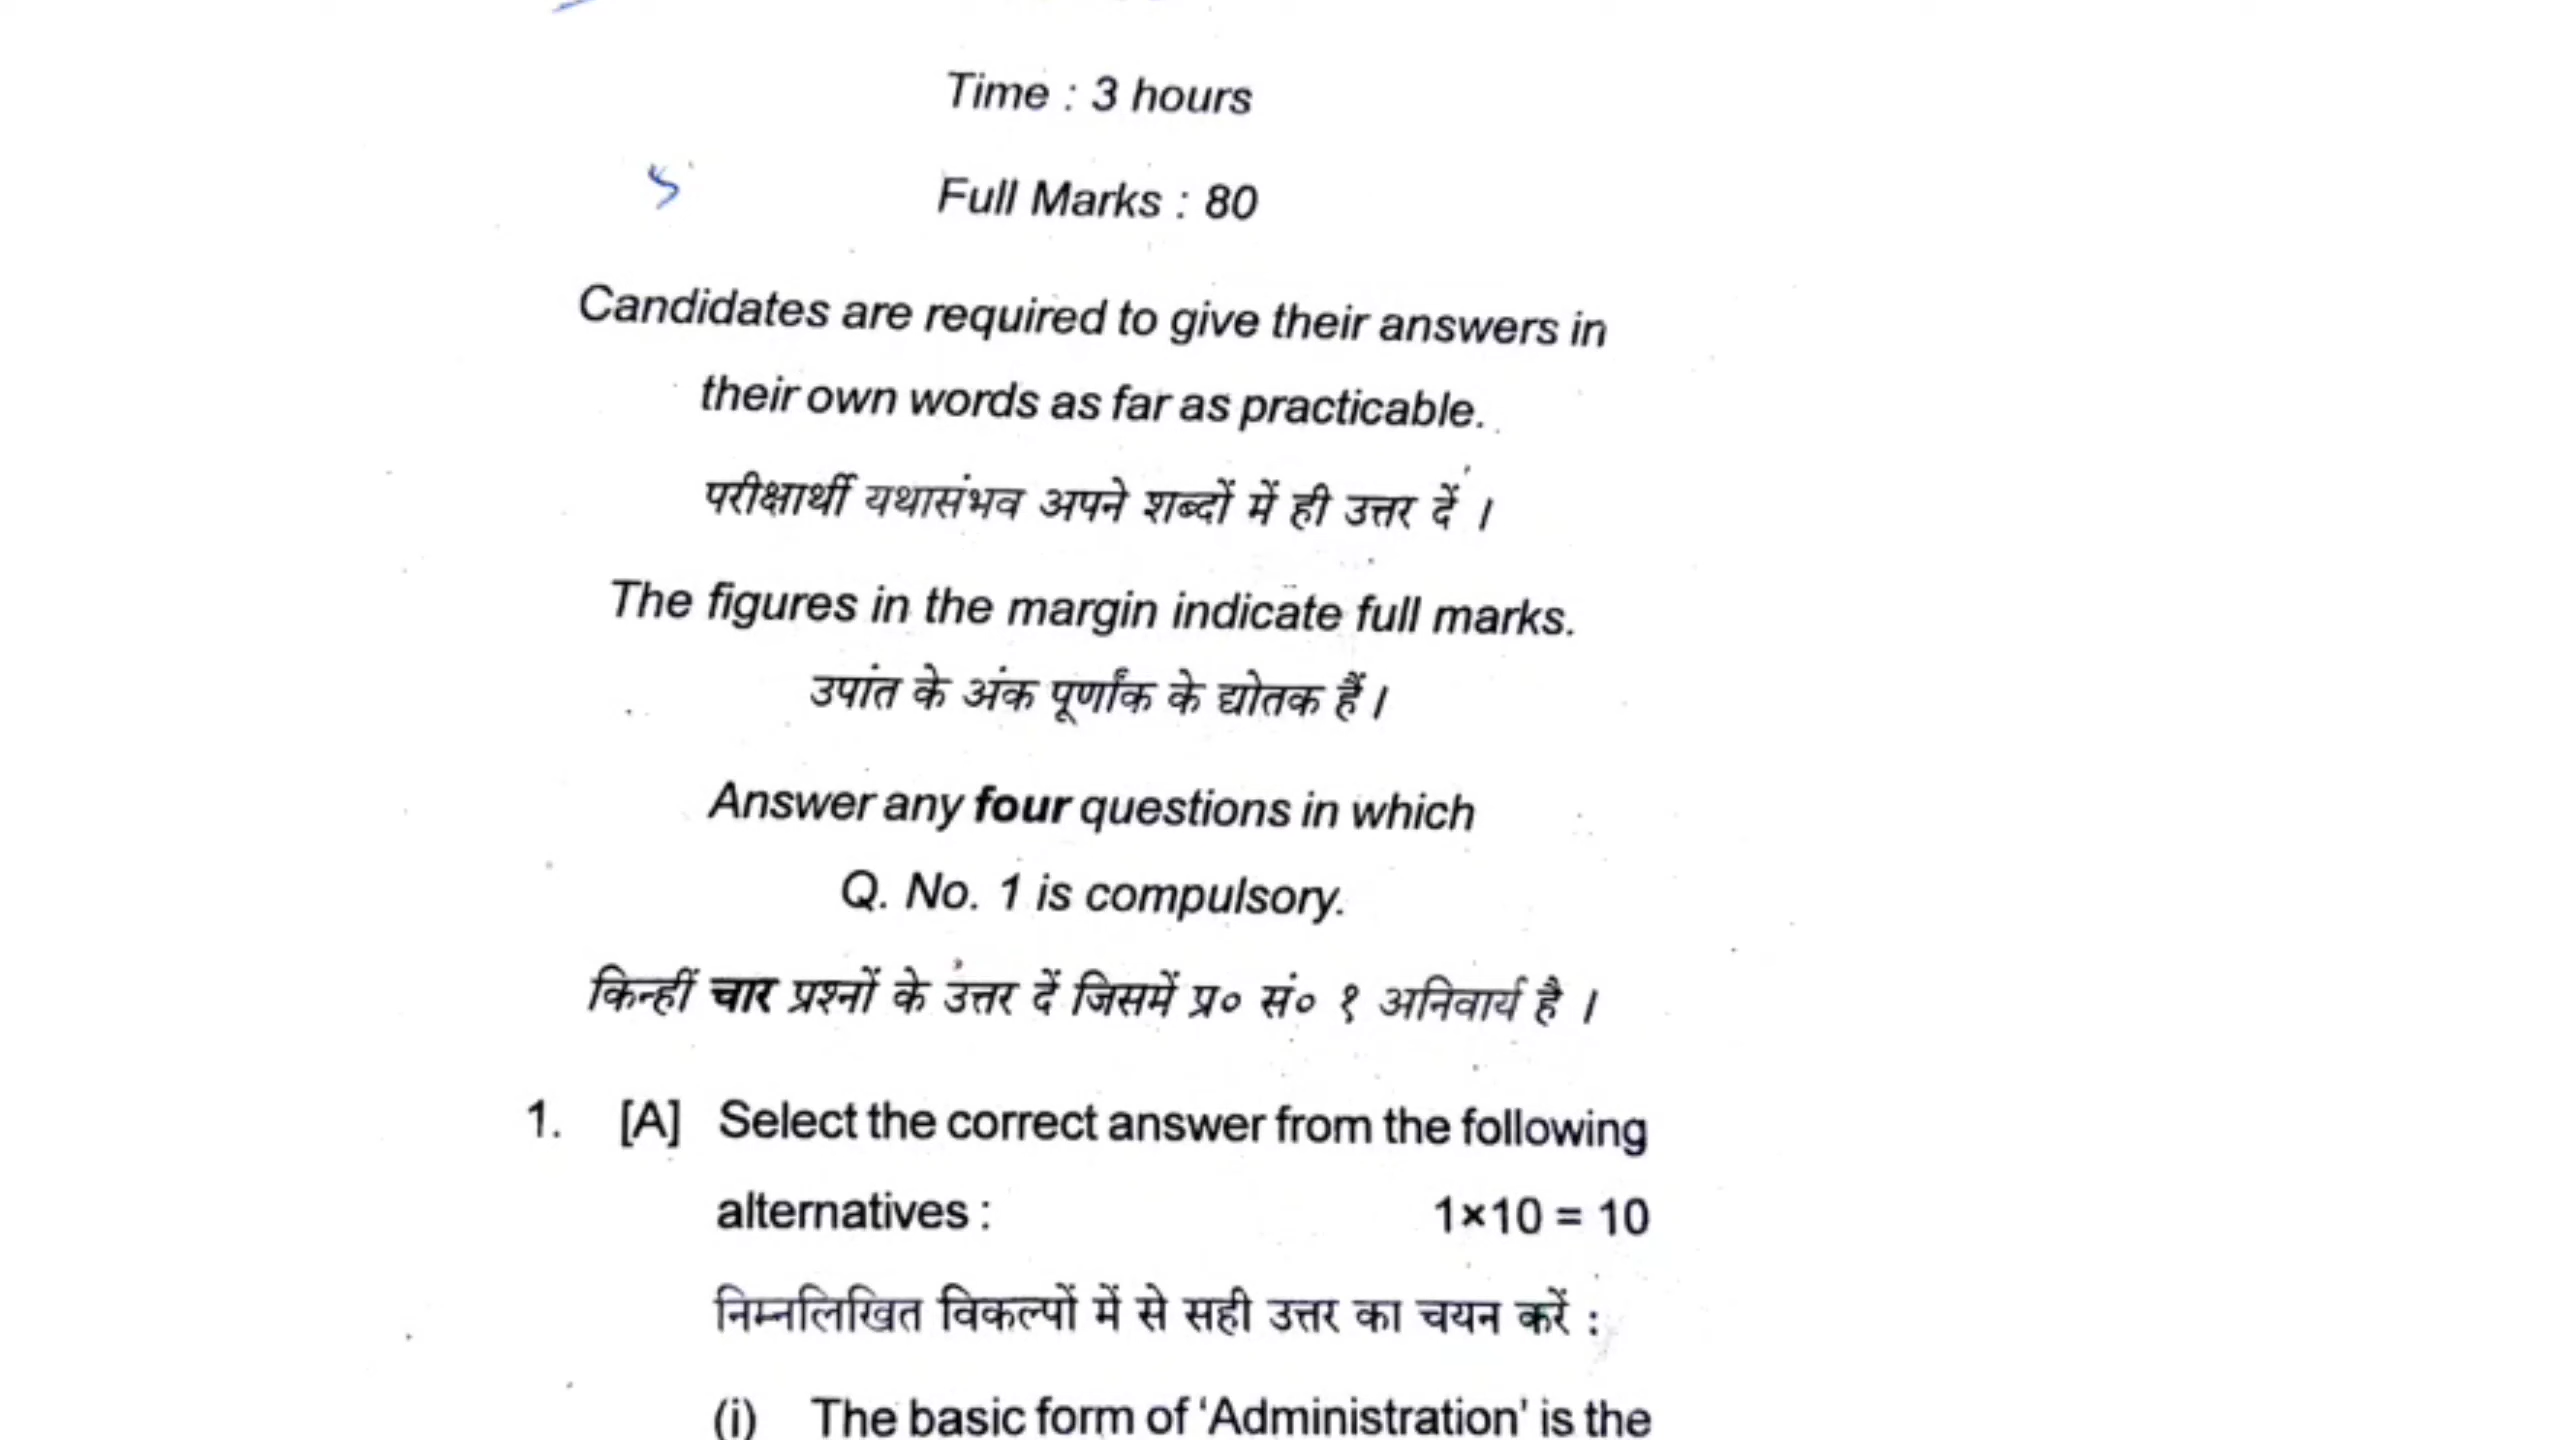 Time : 3 hours
Full Marks : 80
Candidates are required to give their answers in
their own words as far as practicable.
परीक्षार्थी यथासंभव अपने शब्दों में ही उत्तर दें ।
The figures in the margin indicate full marks.
उपांत के अंक पूर्णांक के द्योतक हैं ।
Answer any four questions in which
Q. No. 1 is compulsory.
किन्हीं चार प्रश्नों के उत्तर दें जिसमें प्र० सं० १ अनिवार्य है ।
1. [A] Select the correct answer from the following
alternatives : 1×10 = 10
निम्नलिखित विकल्पों में से सही उत्तर का चयन करें :
(i) The basic form of 'Administration' is the